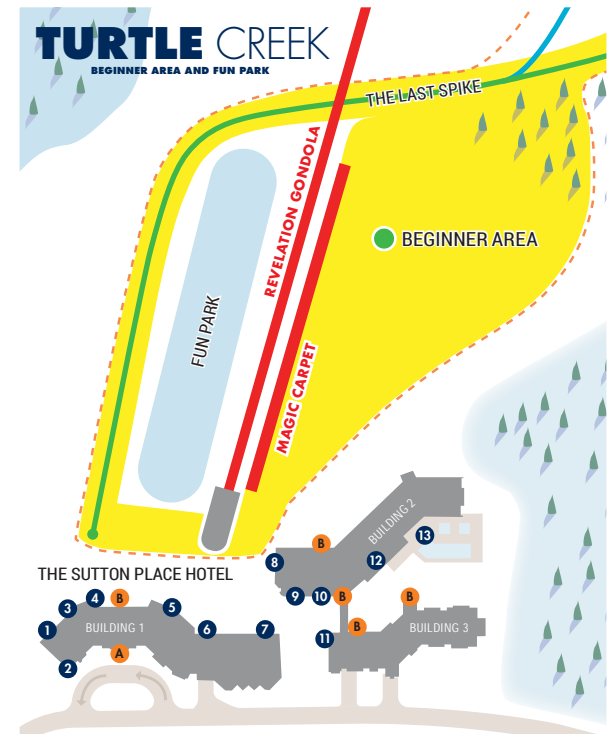 TURTLE CREEK
BEGINNER AREA AND FUN PARK
THE LAST SPIKE
REVELATION GONDOLA
BEGINNER AREA
FUN PARK
MAGIC CARPET
BUILDING 2
13
B
12
8
THE SUTTON PLACE HOTEL
9
10
B
B
4
B
3
5
1
BUILDING 1
6
7
B
BUILDING 3
11
A
2